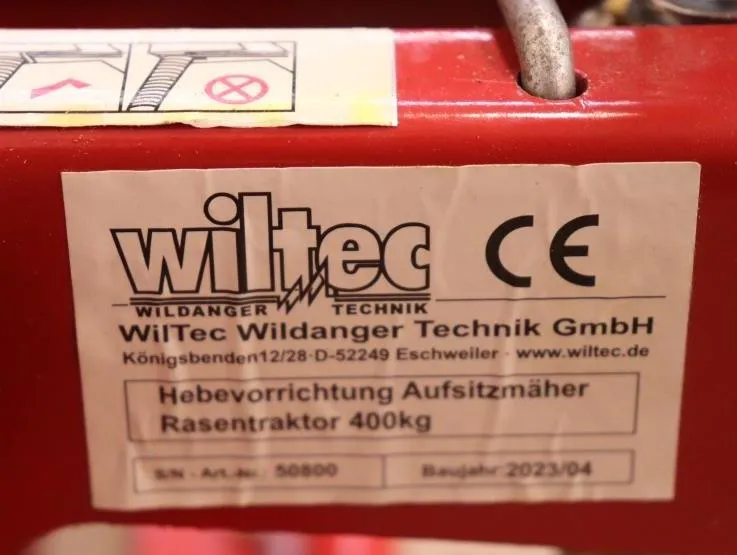 wiltec
WILDANGER TECHNIK
CE
WilTec Wildanger Technik GmbH
Königsbenden12/28·D-52249 Eschweiler · www.wiltec.de
Hebevorrichtung Aufsitzmäher
Rasentraktor 400kg
S/N - Art.-Nr.: 50800
Baujahr 2023/04